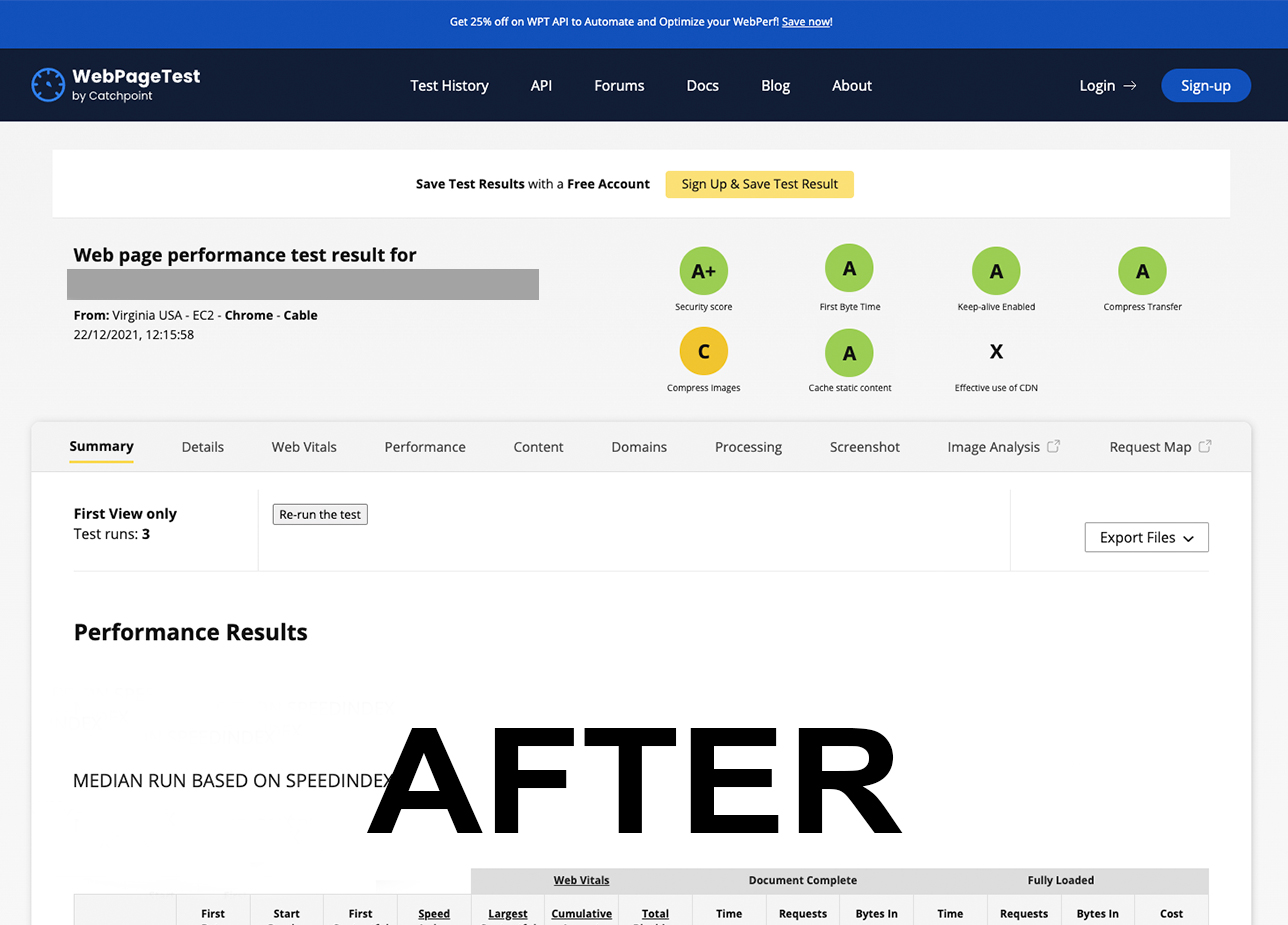 Get 25% off on WPT API to Automate and Optimize your WebPerf! Save now!
WebPageTest
by Catchpoint
Test History API Forums Docs Blog About Login → Sign-up
Save Test Results with a Free Account Sign Up & Save Test Result
Web page performance test result for
From: Virginia USA - EC2 - Chrome - Cable
22/12/2021, 12:15:58
A+ A A A
Security score First Byte Time Keep-alive Enabled Compress Transfer
C A X
Compress Images Cache static content Effective use of CDN
Summary Details Web Vitals Performance Content Domains Processing Screenshot Image Analysis Request Map
First View only
Test runs: 3
Re-run the test
Export Files
Performance Results
AFTER
MEDIAN RUN BASED ON SPEEDINDEX
Web Vitals Document Complete Fully Loaded
First Start First Speed Largest Cumulative Total Time Requests Bytes In Time Requests Bytes In Cost